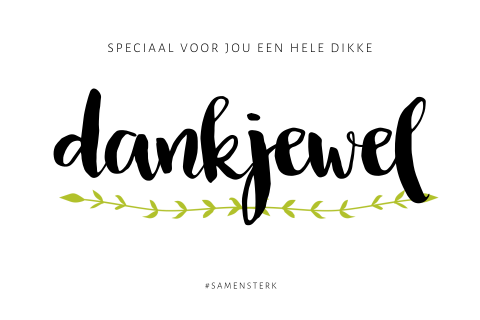 SPECIAAL VOOR JOU EEN HELE DIKKE
dankjewel
#SAMENSTERK